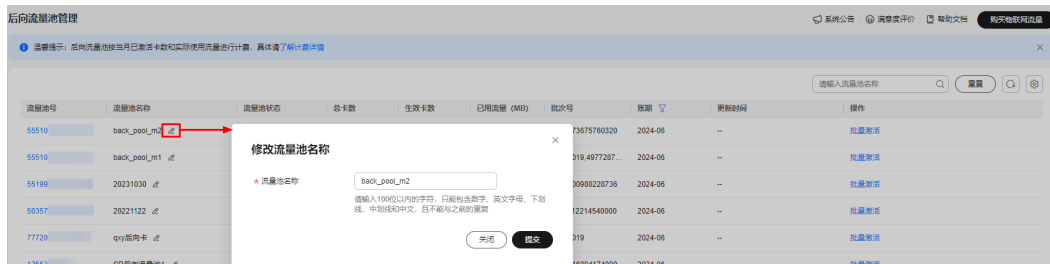 后向流量池管理
系统公告 满意度评价 帮助文档 购买物联网流量
温馨提示：后向流量池按当月已激活卡数和实际使用流量进行计费，具体请了解计费详情
请输入流量池名称 重置
流量池号 流量池名称 流量池状态 总卡数 生效卡数 已用流量 (MB) 批次号 账期 更新时间 操作
55510 back_pool_m2 73675760320 2024-06 -- 批量激活
修改流量池名称
55510 back_pool_m1 019,4977287... 2024-06 -- 批量激活
流量池名称 back_pool_m2
55199 20231030 00980228736 2024-06 -- 批量激活
请输入100位以内的字符，只能包含数字、英文字母、下划
线、中划线和中文，且不能与之前的重复
50357 20221122 12214540000 2024-06 -- 批量激活
77720 qxy后向卡 019 2024-06 -- 批量激活
关闭 提交